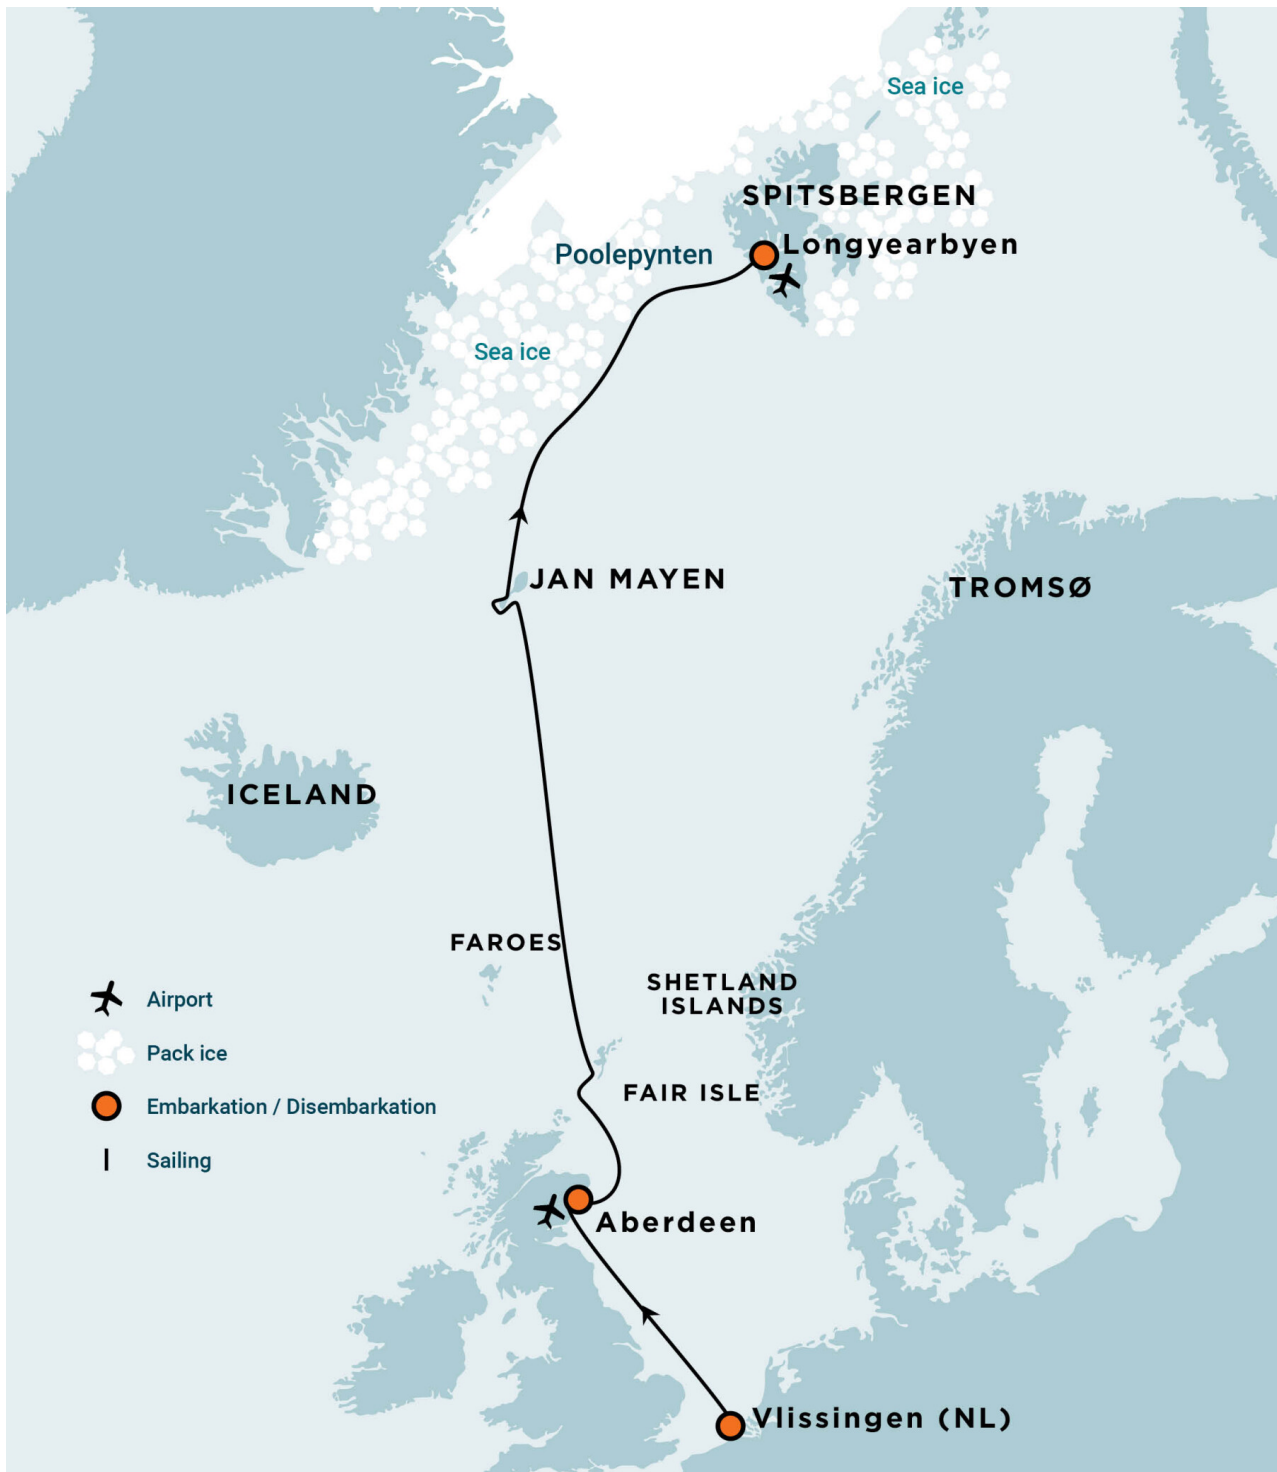 Sea ice
SPITSBERGEN
Longyearbyen
Poolepynten
Sea ice
JAN MAYEN
TROMSØ
ICELAND
FAROES
SHETLAND
ISLANDS
Airport
Pack ice
FAIR ISLE
Embarkation / Disembarkation
Sailing
Aberdeen
Vlissingen (NL)